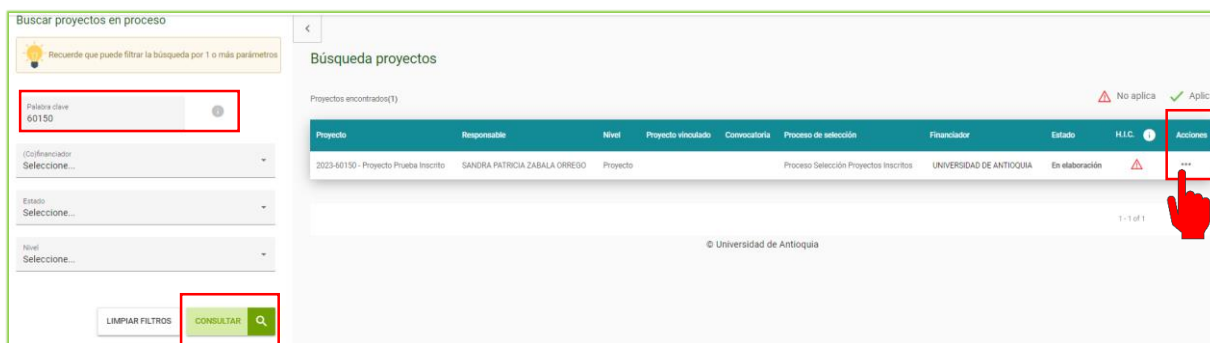 Buscar proyectos en proceso
Recuerde que puede filtrar la búsqueda por 1 o más parámetros
Palabra clave
60150
(Co)financiador
Seleccione...
Estado
Seleccione...
Nivel
Seleccione...
LIMPIAR FILTROS CONSULTAR
Búsqueda proyectos
Proyectos encontrados(1) No aplica Aplic
Proyecto Responsable Nivel Proyecto vinculado Convocatoria Proceso de selección Financiador Estado H.I.C. Acciones
2023-60150 - Proyecto Prueba Inscrito SANDRA PATRICIA ZABALA ORREGO Proyecto Proceso Selección Proyectos Inscritos UNIVERSIDAD DE ANTIOQUIA En elaboración
1 - 1 of 1
© Universidad de Antioquia